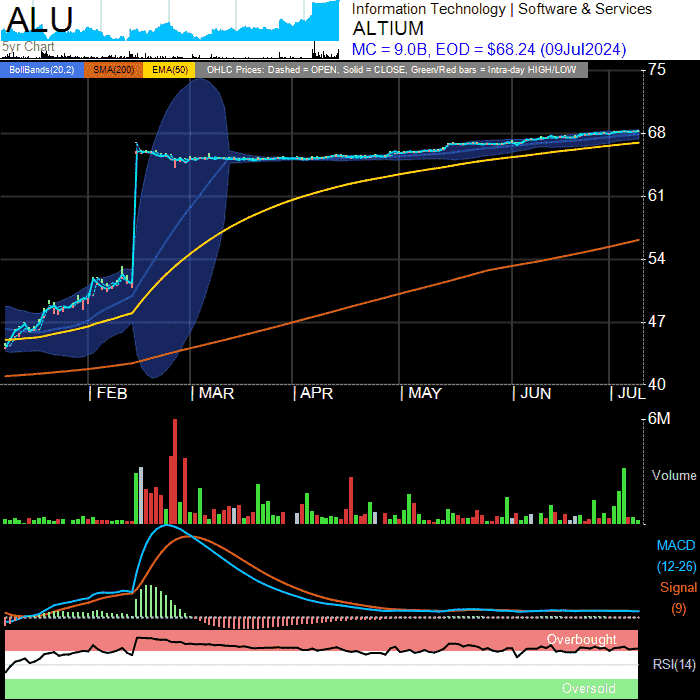 ALU
5yr Chart
Information Technology | Software & Services
ALTIUM
MC = 9.0B, EOD = $68.24 (09Jul2024)
BollBands(20,2) SMA(200) EMA(50) OHLC Prices: Dashed = OPEN, Solid = CLOSE, Green/Red bars = Intra-day HIGH/LOW
75
68
61
54
47
40
FEB MAR APR MAY JUN JUL
6M
Volume
MACD
(12-26)
Signal
(9)
Overbought
RSI(14)
Oversold